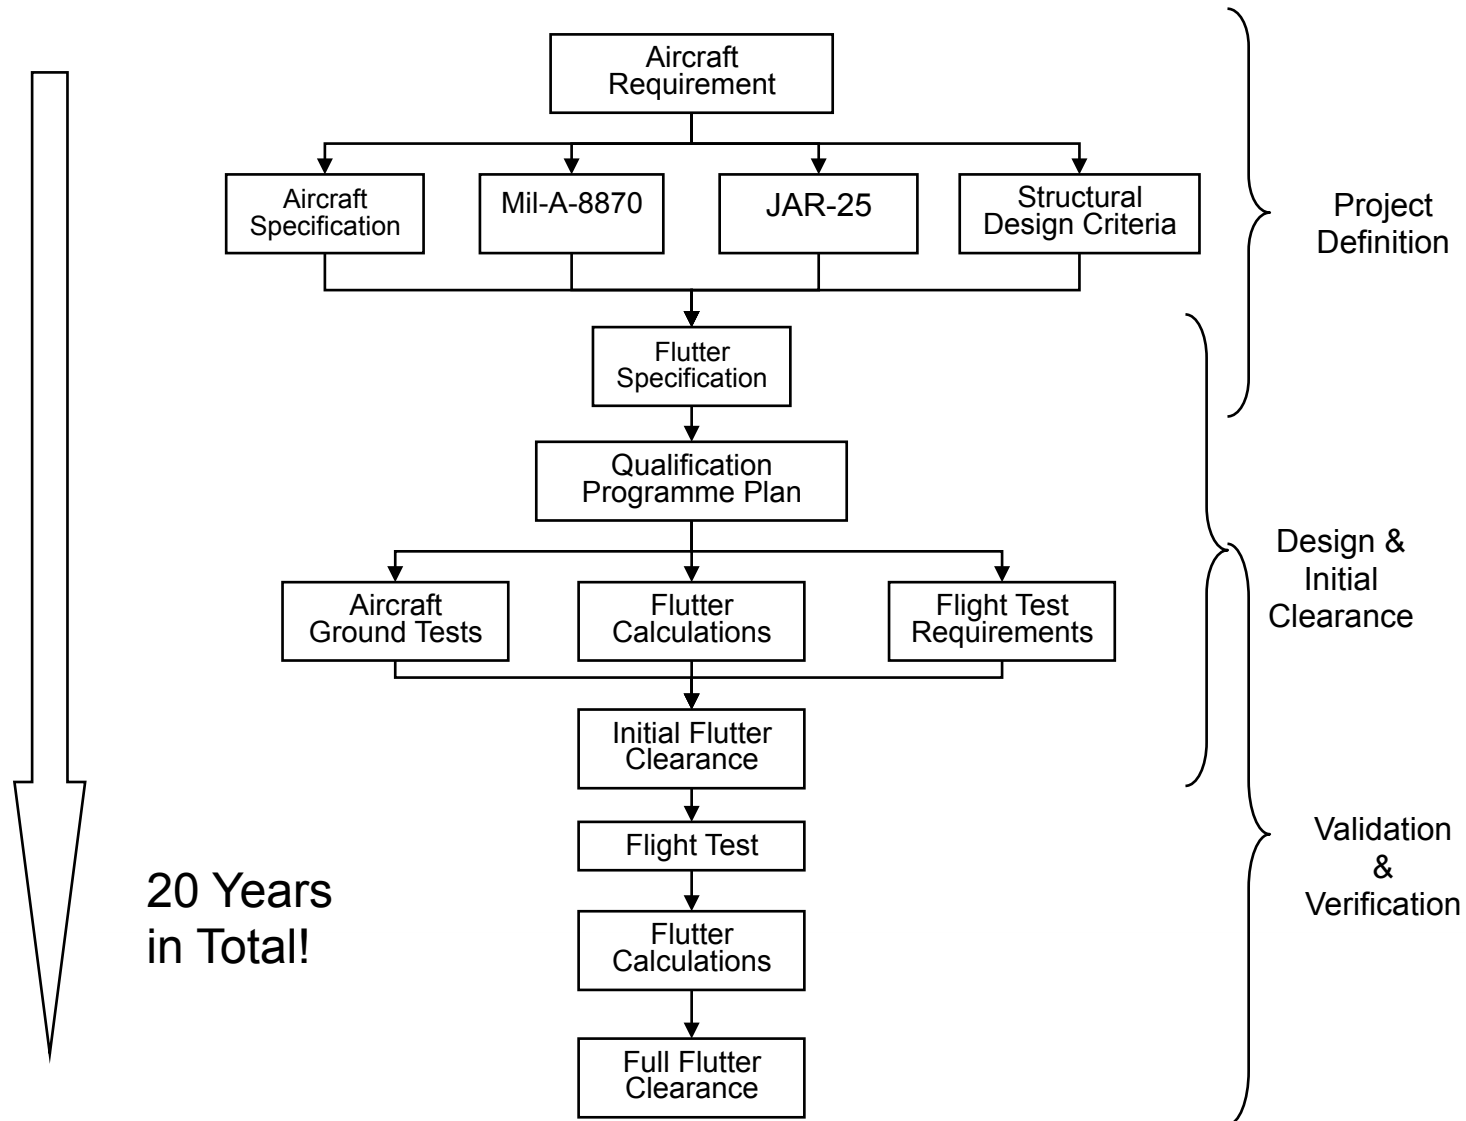 Aircraft
Requirement
Aircraft
Specification
Mil-A-8870
JAR-25
Structural
Design Criteria
Project
Definition
Flutter
Specification
Qualification
Programme Plan
Design &
Initial
Clearance
Aircraft
Ground Tests
Flutter
Calculations
Flight Test
Requirements
Initial Flutter
Clearance
Flight Test
Validation
&
Verification
20 Years
in Total!
Flutter
Calculations
Full Flutter
Clearance